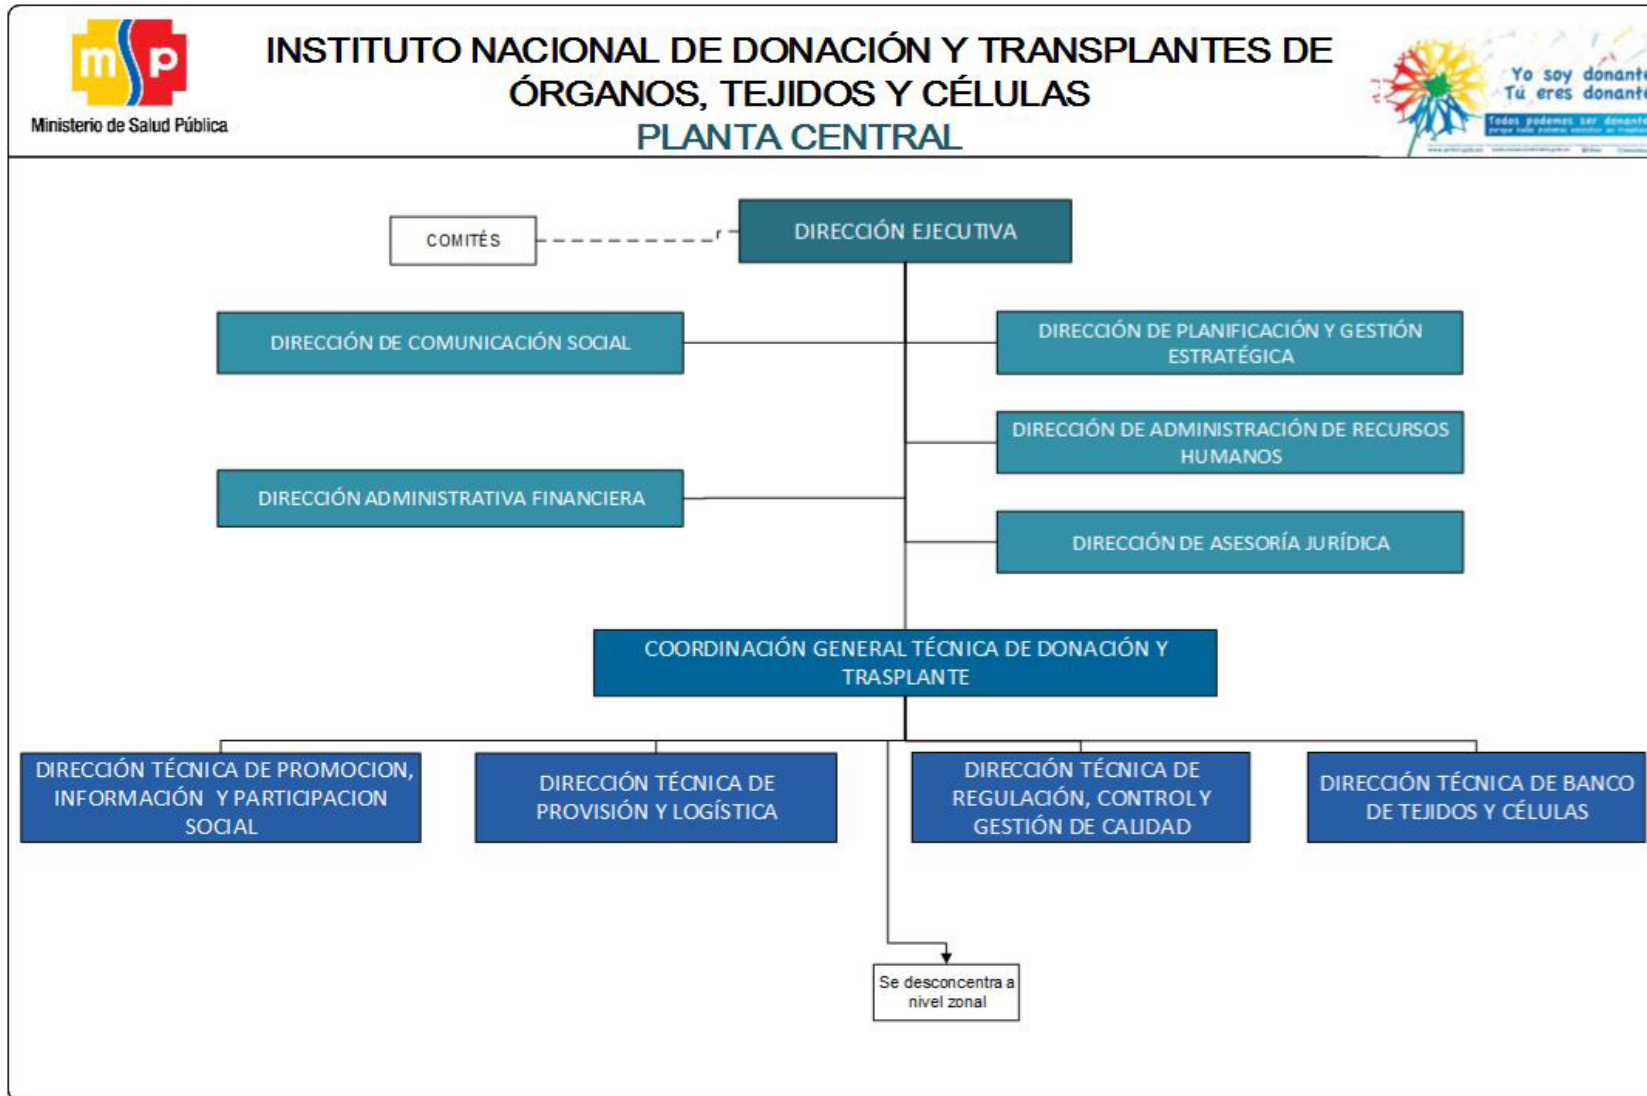 msp
Ministerio de Salud Pública
INSTITUTO NACIONAL DE DONACIÓN Y TRANSPLANTES DE
ÓRGANOS, TEJIDOS Y CÉLULAS
PLANTA CENTRAL
Yo soy donante
Tú eres donante
Todos podemos ser donante
COMITÉS
r
DIRECCIÓN EJECUTIVA
DIRECCIÓN DE COMUNICACIÓN SOCIAL
DIRECCIÓN DE PLANIFICACIÓN Y GESTIÓN
ESTRATÉGICA
DIRECCIÓN DE ADMINISTRACIÓN DE RECURSOS
HUMANOS
DIRECCIÓN ADMINISTRATIVA FINANCIERA
DIRECCIÓN DE ASESORÍA JURÍDICA
COORDINACIÓN GENERAL TÉCNICA DE DONACIÓN Y
TRASPLANTE
DIRECCIÓN TÉCNICA DE PROMOCION,
INFORMACIÓN Y PARTICIPACION
SOCIAL
DIRECCIÓN TÉCNICA DE
PROVISIÓN Y LOGÍSTICA
DIRECCIÓN TÉCNICA DE
REGULACIÓN, CONTROL Y
GESTIÓN DE CALIDAD
DIRECCIÓN TÉCNICA DE BANCO
DE TEJIDOS Y CÉLULAS
Se desconcentra a
nivel zonal